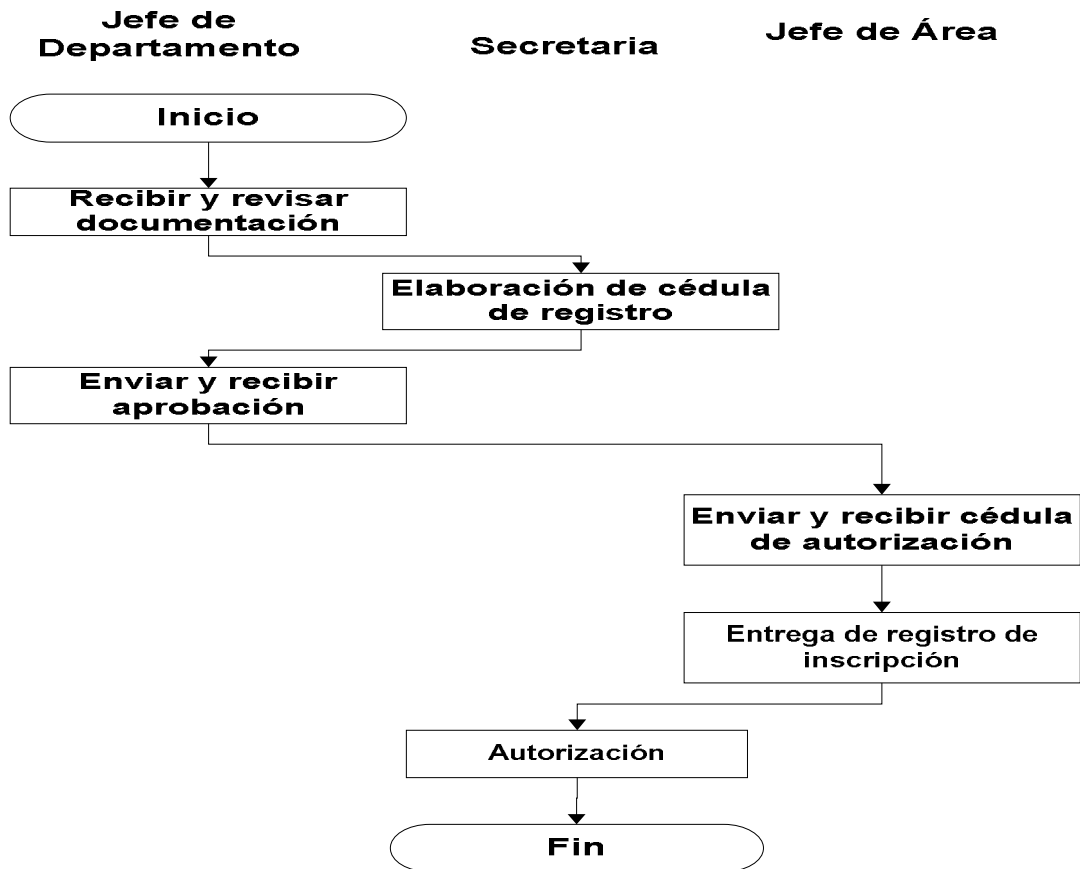 Jefe de
Departamento
Secretaria
Jefe de Área
Inicio
Recibir y revisar
documentación
Elaboración de cédula
de registro
Enviar y recibir
aprobación
Enviar y recibir cédula
de autorización
Entrega de registro de
inscripción
Autorización
Fin